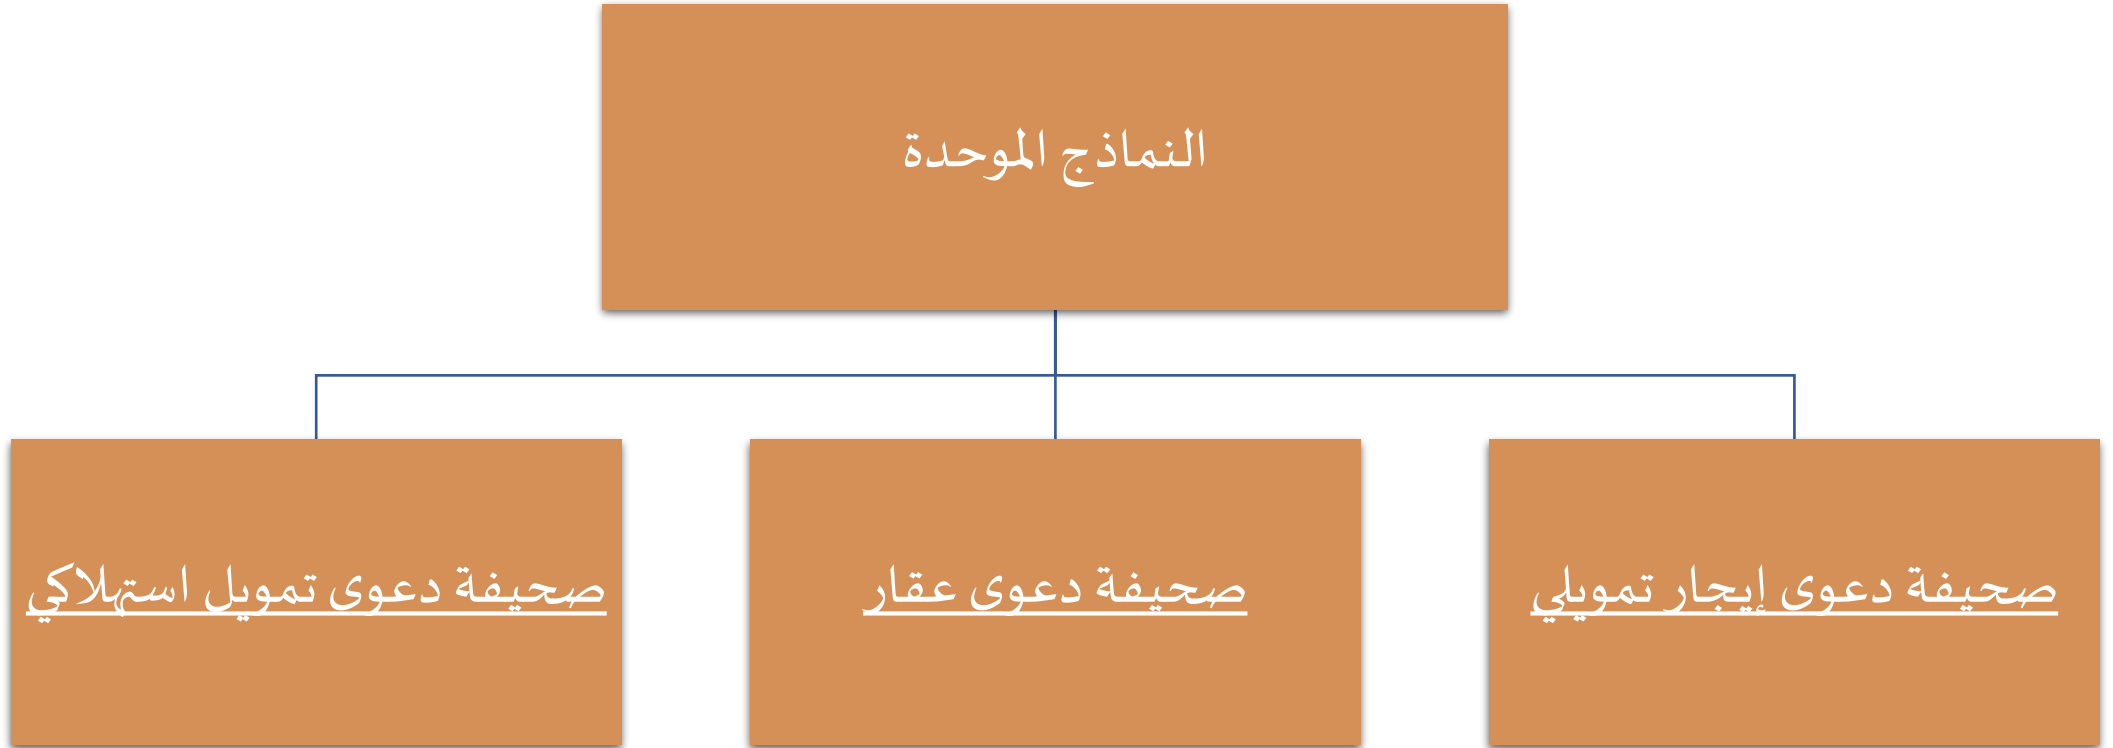 النماذج الموحدة
صحيفة دعوى إيجار تمويلي
صحيفة دعوى عقار
صحيفة دعوى تمويل استهلاكي